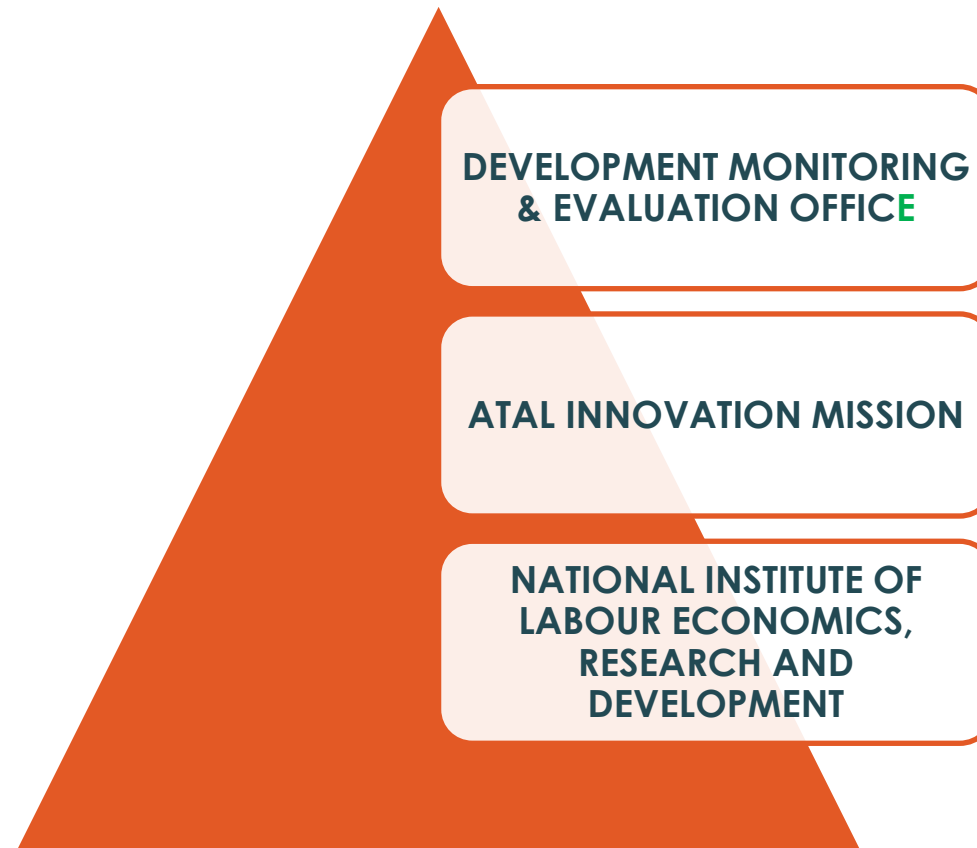 DEVELOPMENT MONITORING
& EVALUATION OFFICE
ATAL INNOVATION MISSION
NATIONAL INSTITUTE OF
LABOUR ECONOMICS,
RESEARCH AND
DEVELOPMENT